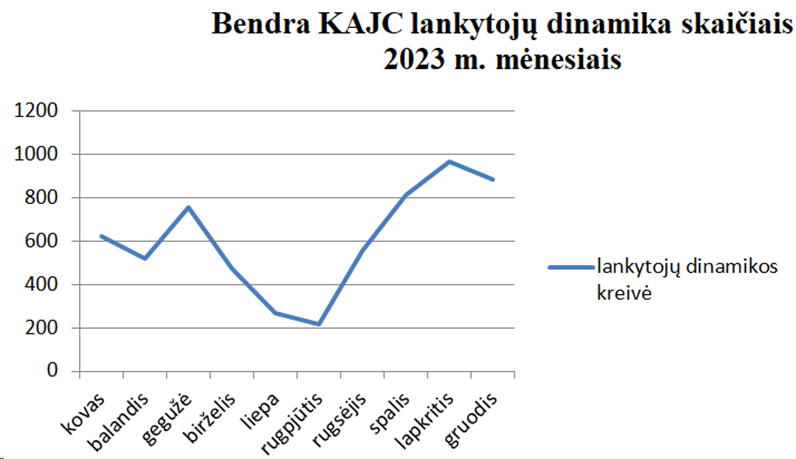 Bendra KAJC lankytojų dinamika skaičiais
2023 m. mėnesiais
1200
1000
800
600
400
200
0
kovas
balandis
gegužė
birželis
liepa
rugpjūtis
rugsėjis
spalis
lapkritis
gruodis
lankytojų dinamikos
kreivė